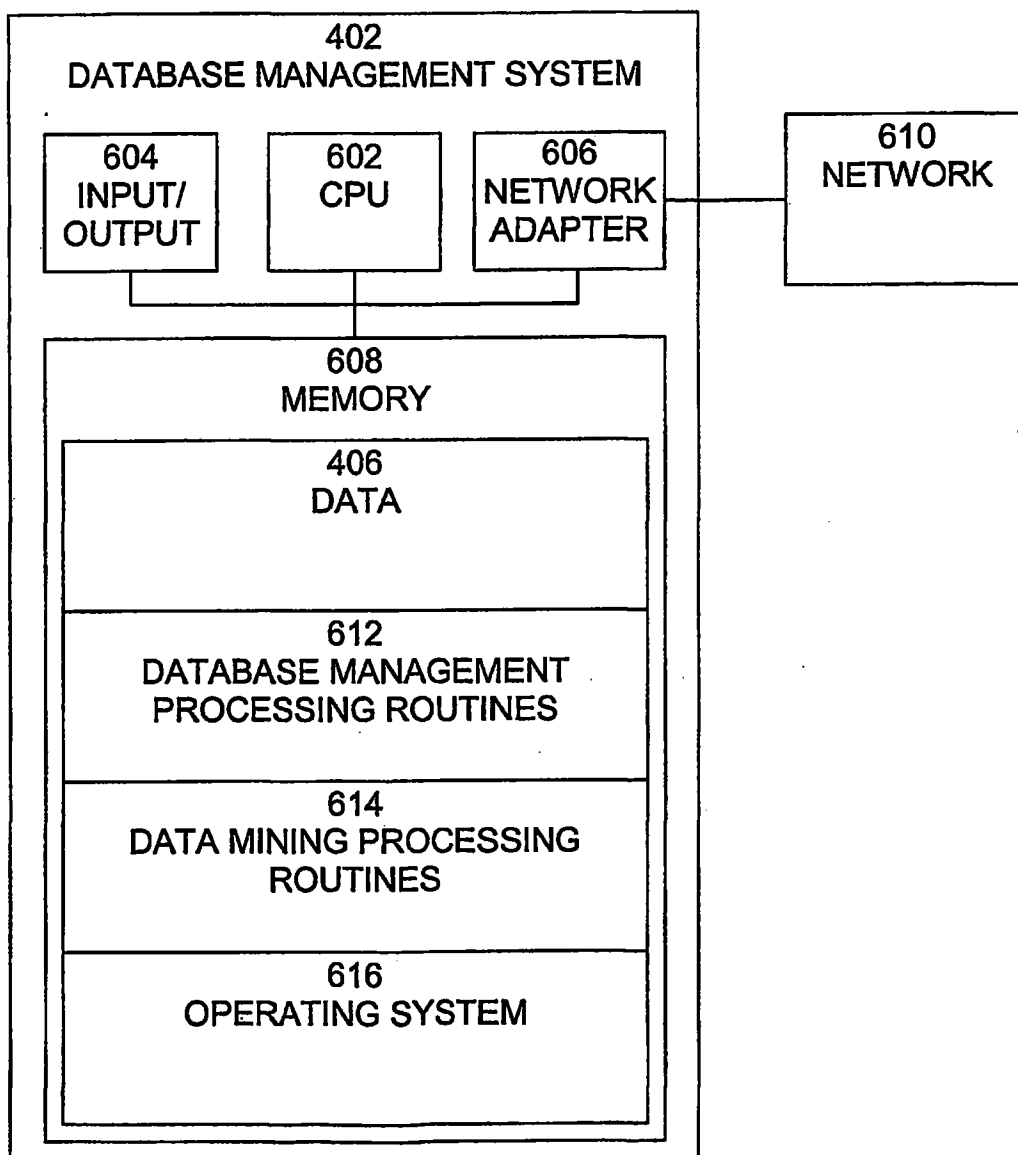 402
DATABASE MANAGEMENT SYSTEM
604
INPUT/
OUTPUT
602
CPU
606
NETWORK
ADAPTER
610
NETWORK
608
MEMORY
406
DATA
612
DATABASE MANAGEMENT
PROCESSING ROUTINES
614
DATA MINING PROCESSING
ROUTINES
616
OPERATING SYSTEM